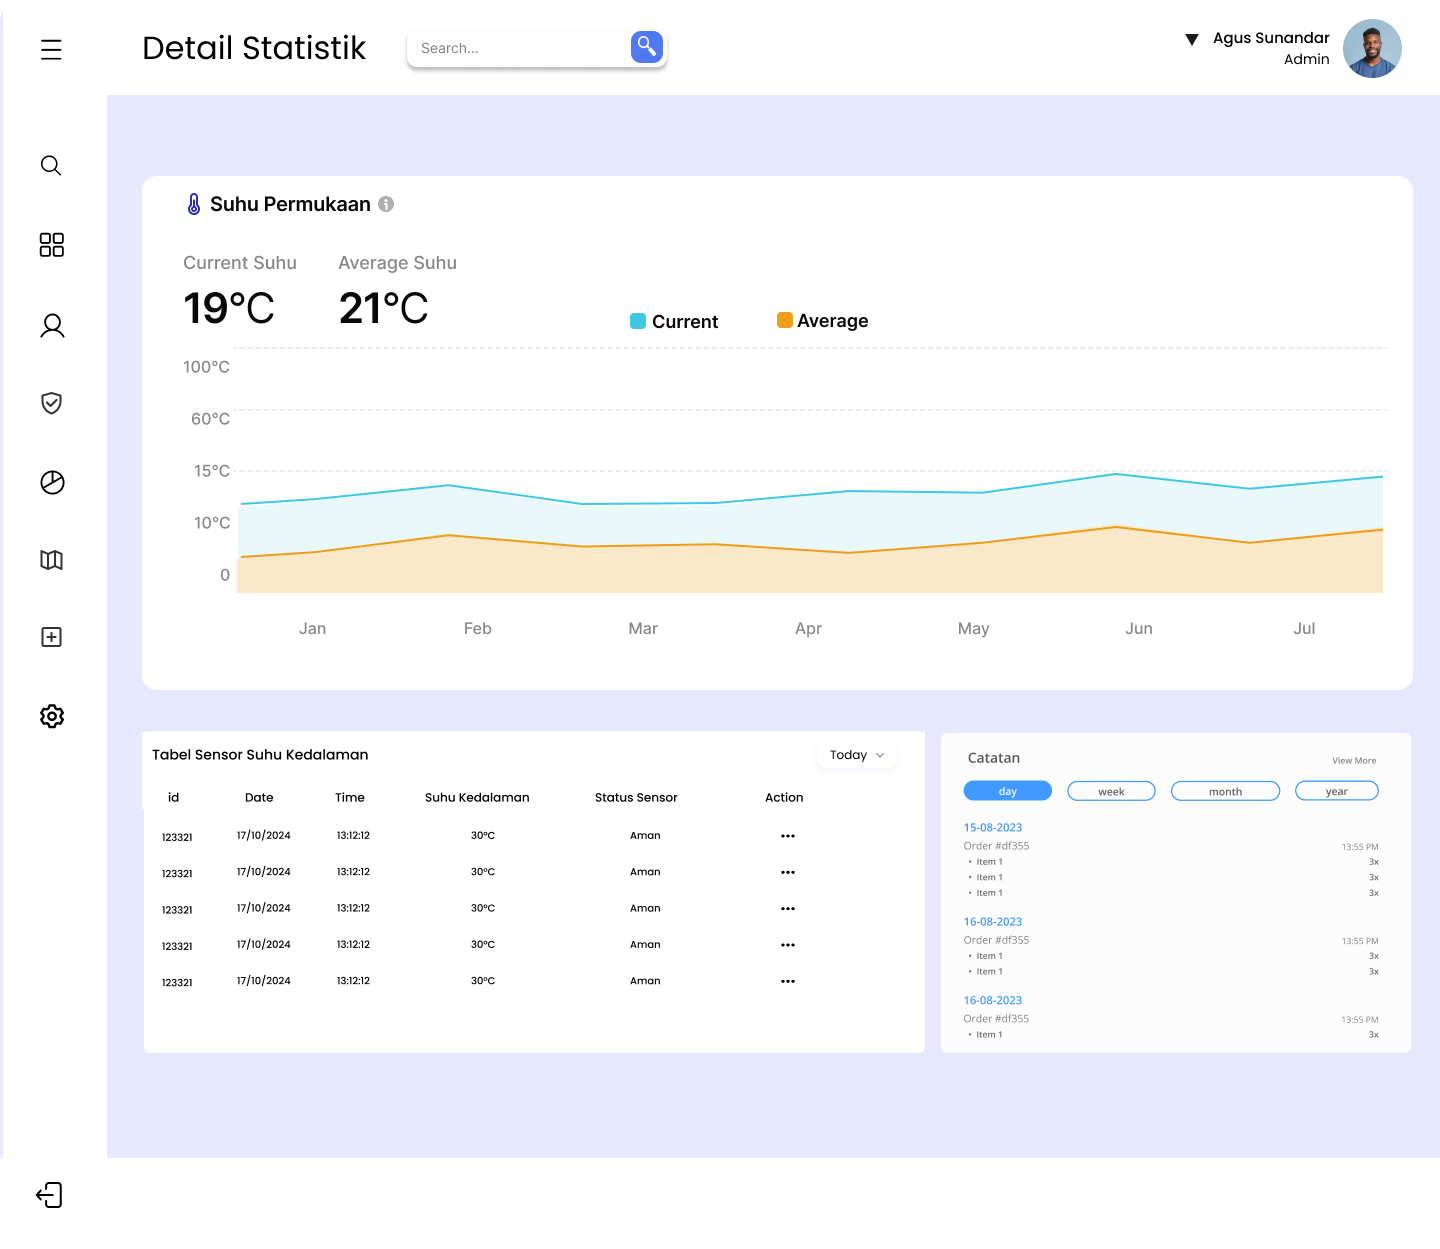 Detail Statistik
Search...
Agus Sunandar
Admin
Suhu Permukaan
Current Suhu Average Suhu
19°C 21°C
Current Average
100°C
60°C
15°C
10°C
0
Jan Feb Mar Apr May Jun Jul
Tabel Sensor Suhu Kedalaman Today
id Date Time Suhu Kedalaman Status Sensor Action
123321 17/10/2024 13:12:12 30°C Aman •••
123321 17/10/2024 13:12:12 30°C Aman •••
123321 17/10/2024 13:12:12 30°C Aman •••
123321 17/10/2024 13:12:12 30°C Aman •••
123321 17/10/2024 13:12:12 30°C Aman •••
Catatan View More
day week month year
15-08-2023
Order #df355 13:55 PM
• Item 1 3x
• Item 1 3x
• Item 1 3x
16-08-2023
Order #df355 13:55 PM
• Item 1 3x
• Item 1 3x
16-08-2023
Order #df355 13:55 PM
• Item 1 3x